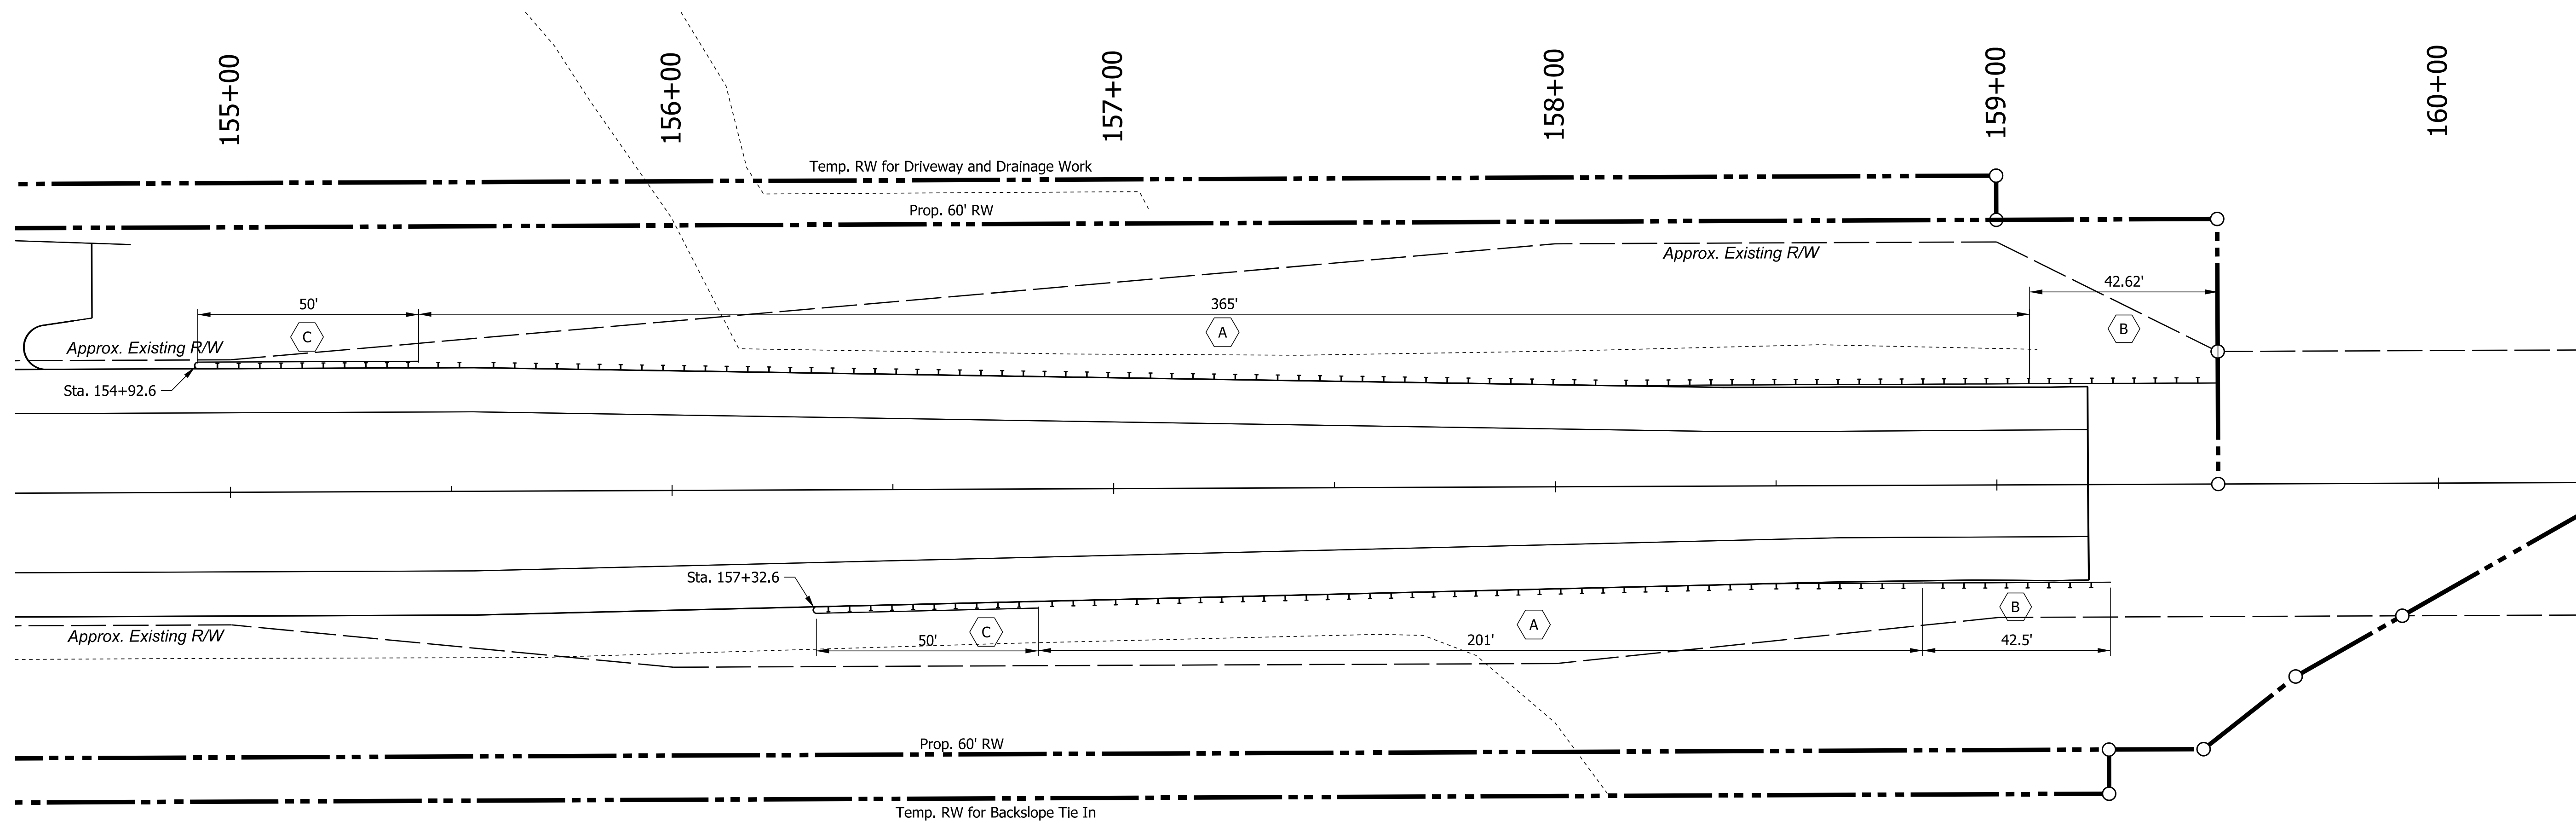 155+00
156+00
157+00
158+00
159+00
160+00
Temp. RW for Driveway and Drainage Work
Prop. 60' RW
Approx. Existing R/W
42.62'
50'
365'
C
A
B
Approx. Existing R/W
Sta. 154+92.6
Sta. 157+32.6
B
A
C
Approx. Existing R/W
50'
201'
42.5'
Prop. 60' RW
Temp. RW for Backslope Tie In